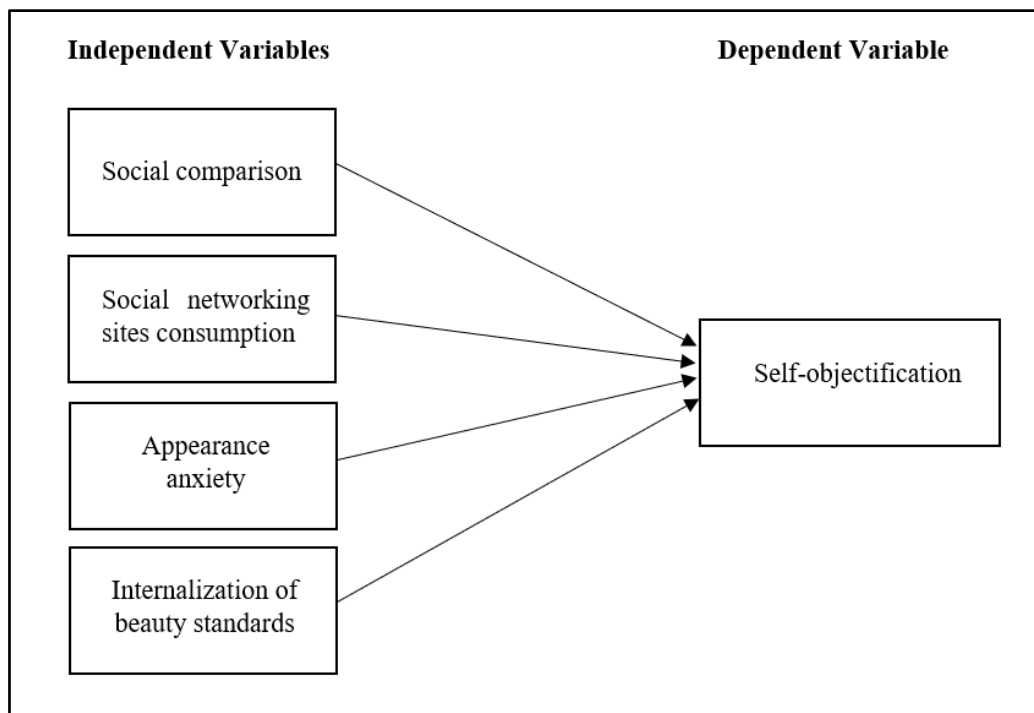 Independent Variables
Dependent Variable
Social comparison
Social networking
sites consumption
Appearance
anxiety
Internalization of
beauty standards
Self-objectification